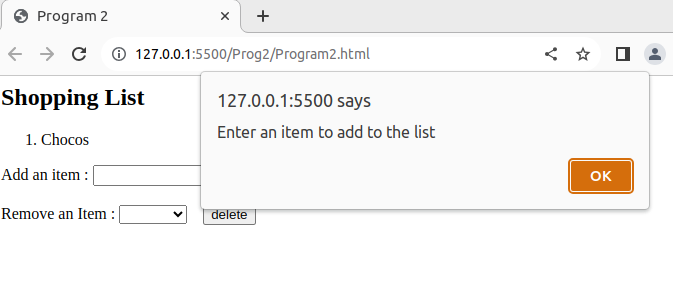 Program 2
127.0.0.1:5500/Prog2/Program2.html
Shopping List
127.0.0.1:5500 says
Enter an item to add to the list
OK
1. Chocos
Add an item :
Remove an Item :
delete